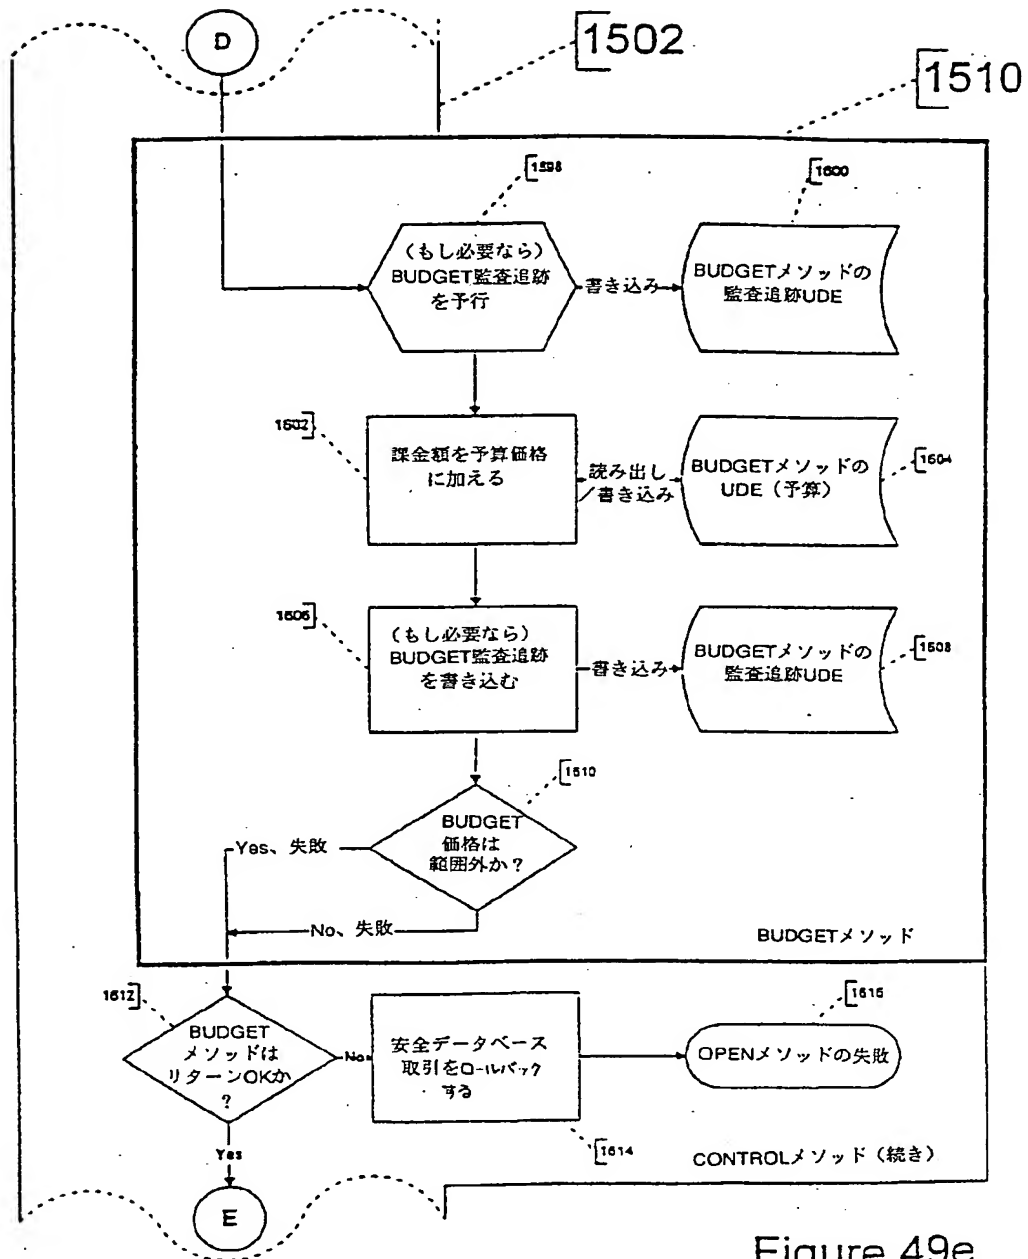 D
1502
1510
1598
1600
(もし必要なら)
BUDGET監査追跡
を予行
書き込み
BUDGETメソッドの
監査追跡UDE
1602
課金額を予算価格
に加える
読み出し
/書き込み
BUDGETメソッドの
UDE(予算)
1604
1606
(もし必要なら)
BUDGET監査追跡
を書き込む
書き込み
BUDGETメソッドの
監査追跡UDE
1608
1610
BUDGET
価格は
範囲外か?
Yes、失敗
No、失敗
BUDGETメソッド
1612
BUDGET
メソッドは
リターンOKか
?
No
安全データベース
取引をロールバック
する
1616
OPENメソッドの失敗
1614
Yes
CONTROLメソッド(続き)
E
Figure 49e